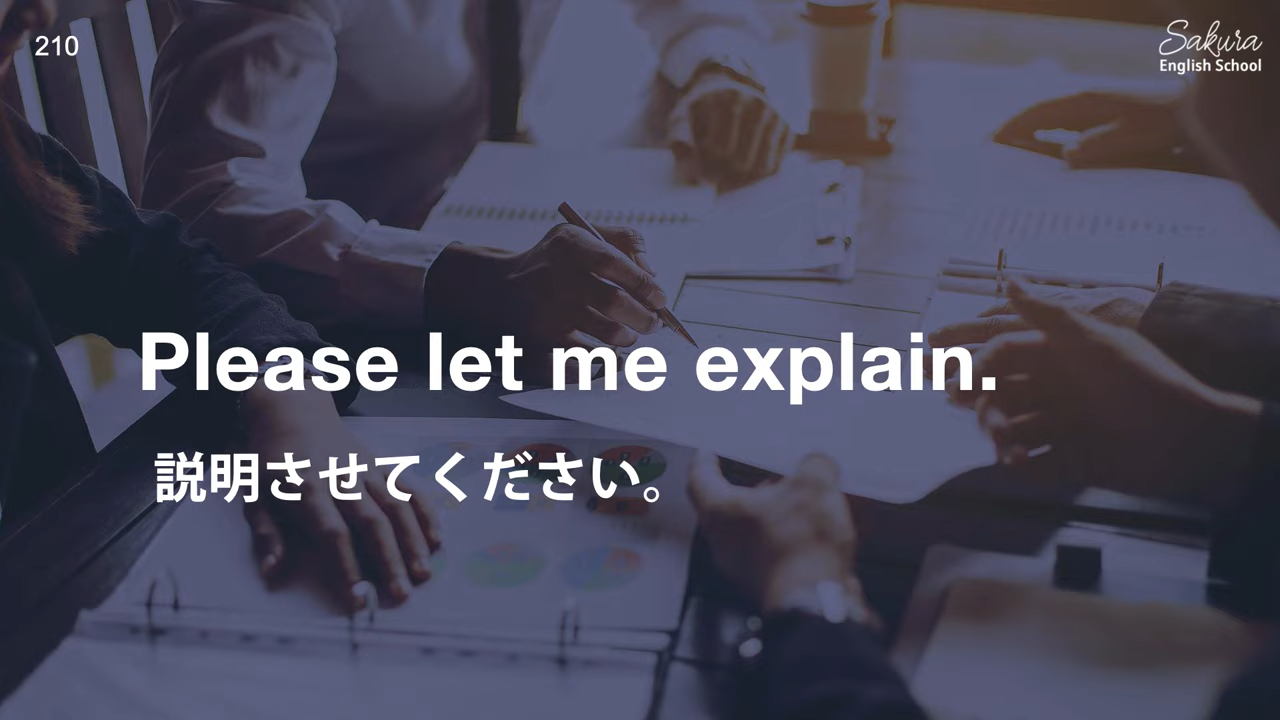 210
Sakura
English School
Please let me explain.
説明させてください。